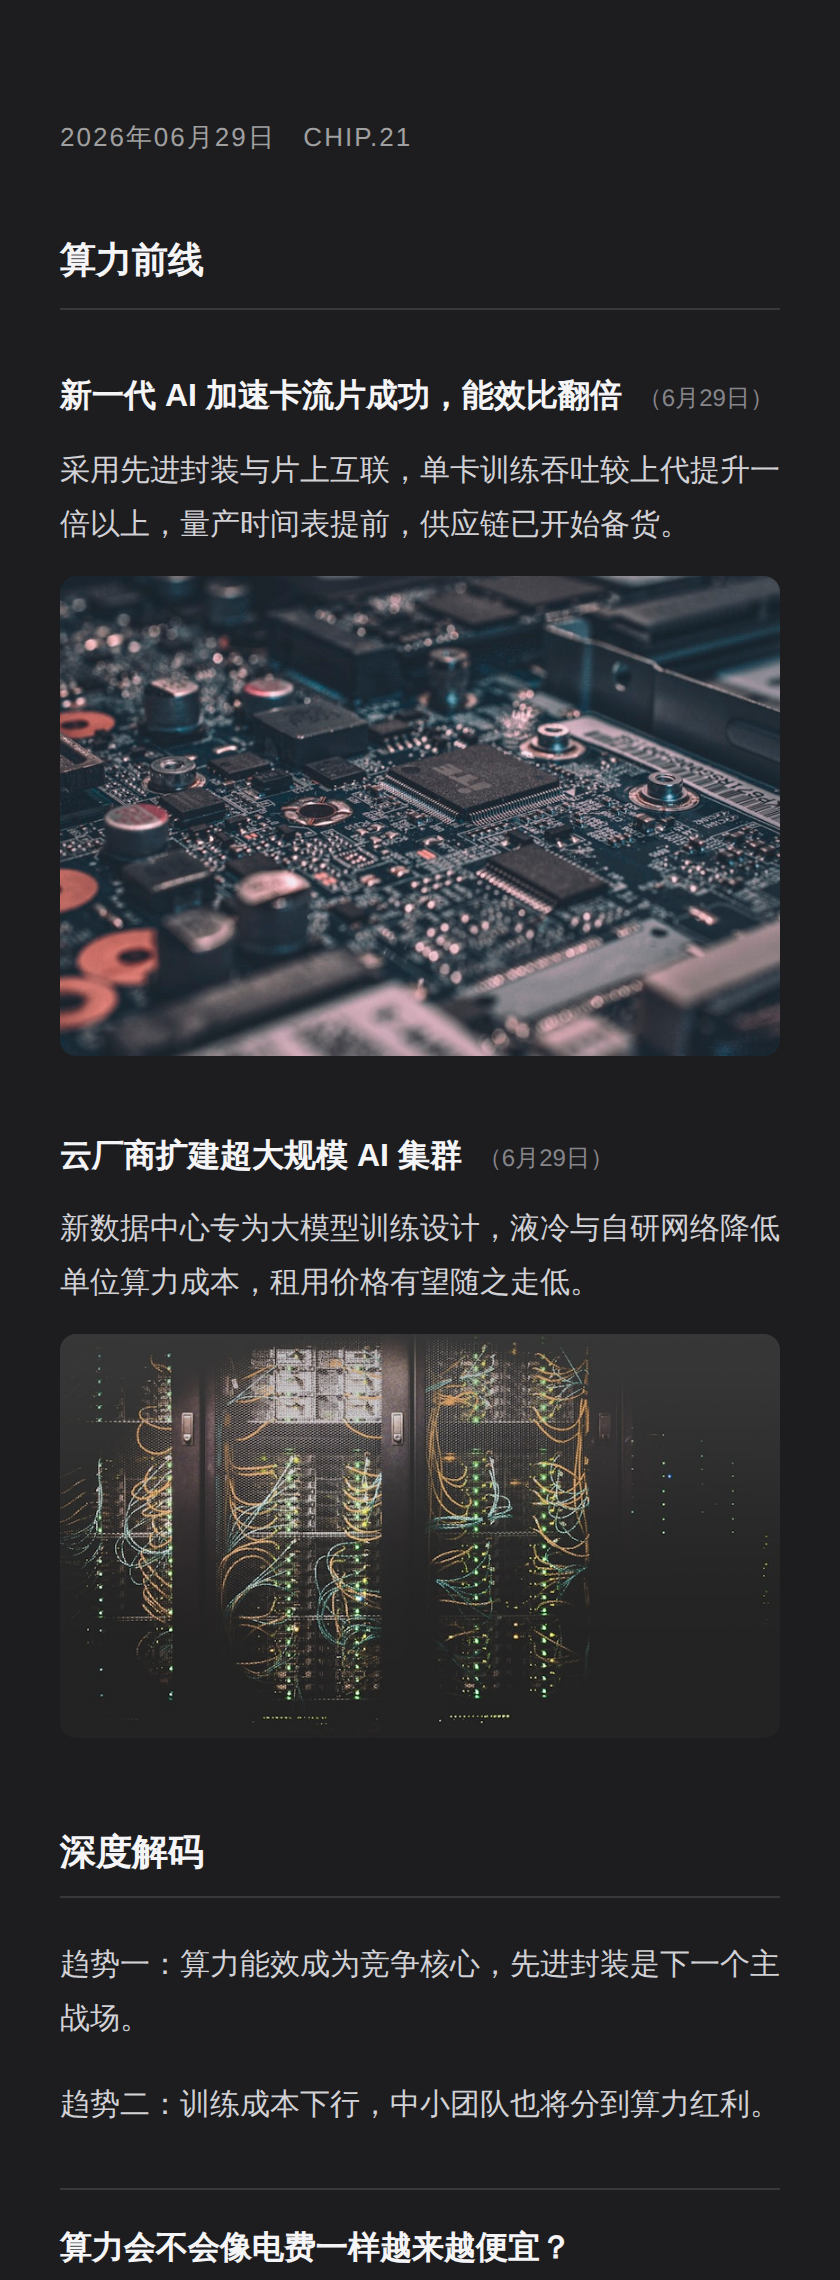 2026年06月29日 CHIP.21
算力前线
新一代 AI 加速卡流片成功，能效比翻倍 （6月29日）
采用先进封装与片上互联，单卡训练吞吐较上代提升一
倍以上，量产时间表提前，供应链已开始备货。
云厂商扩建超大规模 AI 集群 （6月29日）
新数据中心专为大模型训练设计，液冷与自研网络降低
单位算力成本，租用价格有望随之走低。
深度解码
趋势一：算力能效成为竞争核心，先进封装是下一个主
战场。
趋势二：训练成本下行，中小团队也将分到算力红利。
算力会不会像电费一样越来越便宜？